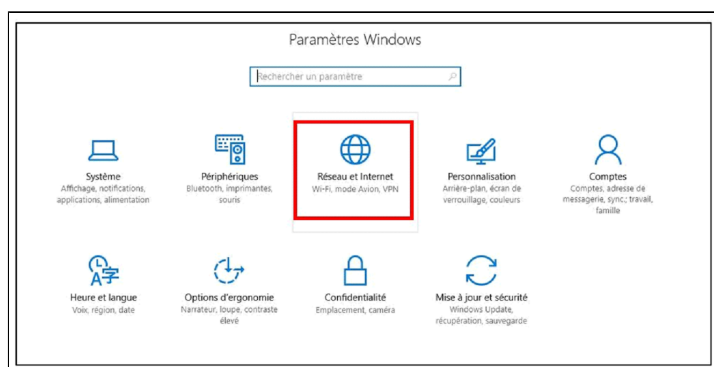 Paramètres Windows
Rechercher un paramètre
Système
Affichage, notifications,
applications, alimentation
Périphériques
Bluetooth, imprimantes,
souris
Réseau et Internet
Wi-Fi, mode Avion, VPN
Personnalisation
Arrière-plan, écran de
verrouillage, couleurs
Comptes
Comptes, adresse de
messagerie, sync.; travail,
famille
Heure et langue
Voix, région, date
Options d'ergonomie
Narrateur, loupe, contraste
élevé
Confidentialité
Emplacement, caméra
Mise à jour et sécurité
Windows Update,
récupération, sauvegarde